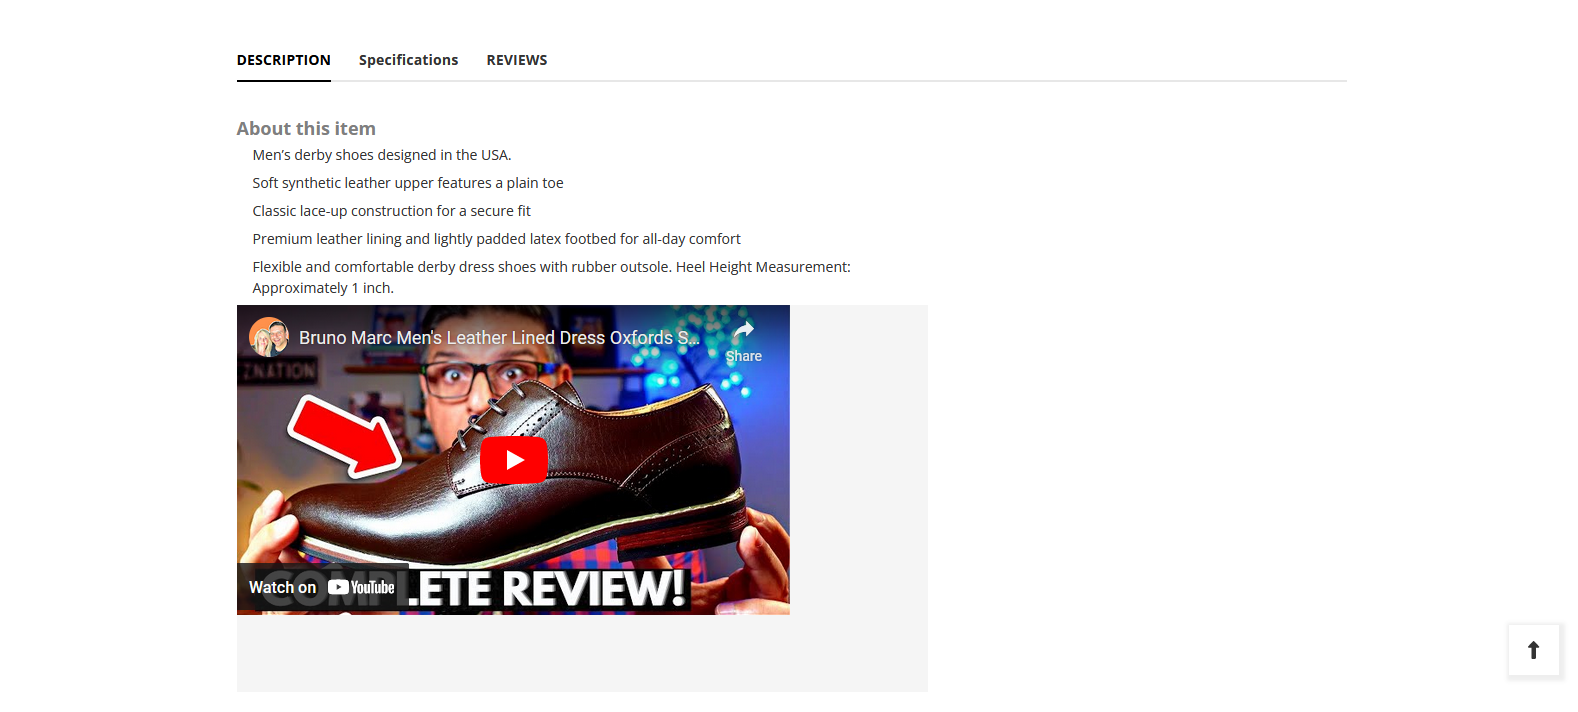 DESCRIPTION Specifications REVIEWS
About this item
Men’s derby shoes designed in the USA.
Soft synthetic leather upper features a plain toe
Classic lace-up construction for a secure fit
Premium leather lining and lightly padded latex footbed for all-day comfort
Flexible and comfortable derby dress shoes with rubber outsole. Heel Height Measurement:
Approximately 1 inch.
Bruno Marc Men's Leather Lined Dress Oxfords S...
Share
ZNATION
Watch on YouTube
COMPLETE REVIEW!